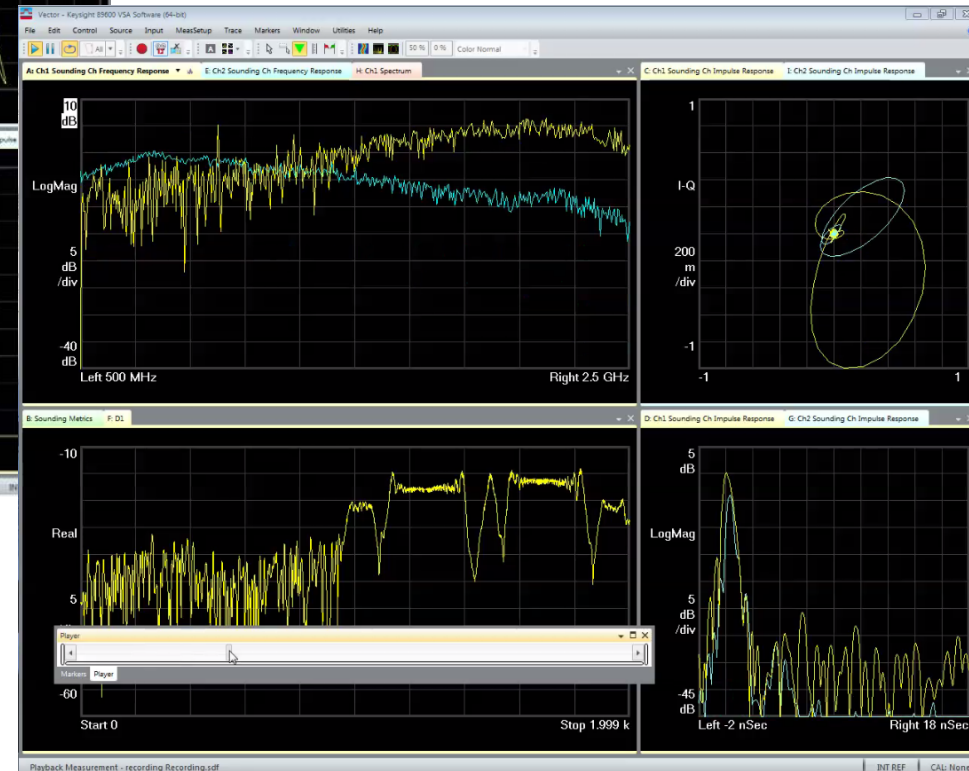 Vector - Keysight 89600 VSA Software (64-bit)
File Edit Control Source Input MeasSetup Trace Markers Window Utilities Help
All 50 % 0 % Color Normal
A: Ch1 Sounding Ch Frequency Response E: Ch2 Sounding Ch Frequency Response H: Ch1 Spectrum
C: Ch1 Sounding Ch Impulse Response I: Ch2 Sounding Ch Impulse Response
10
dB
LogMag
5
dB
/div
-40
dB
Left 500 MHz Right 2.5 GHz
1
I-Q
200
m
/div
-1
-1 1
B: Sounding Metrics F: D1
D: Ch1 Sounding Ch Impulse Response G: Ch2 Sounding Ch Impulse Response
-10
Real
5
-60
Start 0 Stop 1.999 k
Player
Markers Player
5
dB
LogMag
5
dB
/div
-45
dB
Left -2 nSec Right 18 nSec
Playback Measurement - recording Recording.sdf INT REF CAL: None